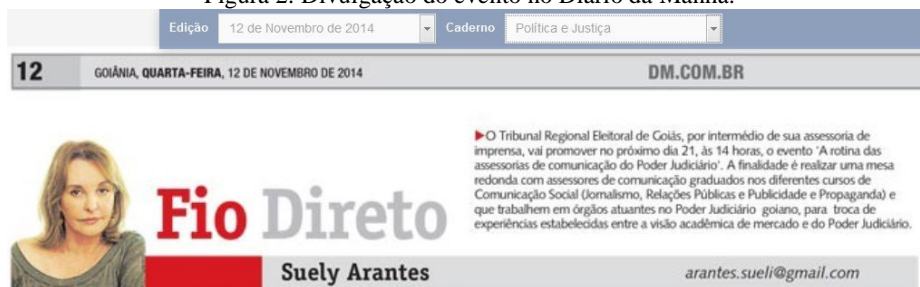 Figura 2: Divulgação do evento no Diário da Manhã.
Edição 12 de Novembro de 2014 Caderno Política e Justiça
12 GOIÂNIA, QUARTA-FEIRA, 12 DE NOVEMBRO DE 2014 DM.COM.BR
O Tribunal Regional Eleitoral de Goiás, por intermédio de sua assessoria de
imprensa, vai promover no próximo dia 21, às 14 horas, o evento 'A rotina das
assessorias de comunicação do Poder Judiciário'. A finalidade é realizar uma mesa
redonda com assessores de comunicação graduados nos diferentes cursos de
Comunicação Social (Jornalismo, Relações Públicas e Publicidade e Propaganda) e
que trabalhem em órgãos atuantes no Poder Judiciário goiano, para troca de
experiências estabelecidas entre a visão acadêmica de mercado e do Poder Judiciário.
Fio Direto
Suely Arantes
arantes.sueli@gmail.com